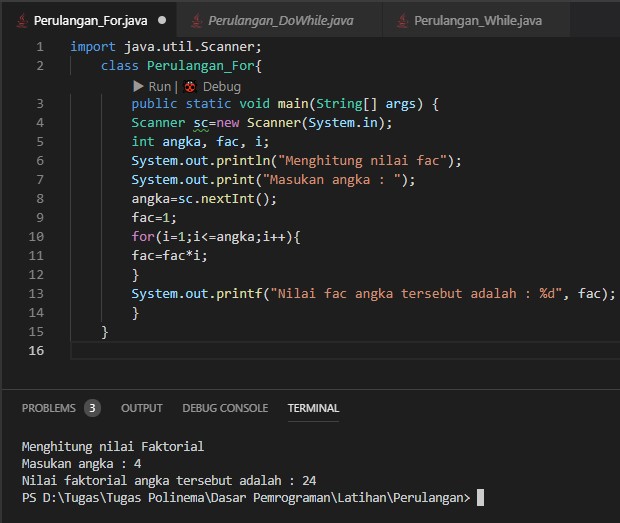 Perulangan_For.java ● Perulangan_DoWhile.java Perulangan_While.java
1 import java.util.Scanner;
2 class Perulangan_For{
Run | Debug
3 public static void main(String[] args) {
4 Scanner sc=new Scanner(System.in);
5 int angka, fac, i;
6 System.out.println("Menghitung nilai fac");
7 System.out.print("Masukan angka : ");
8 angka=sc.nextInt();
9 fac=1;
10 for(i=1;i<=angka;i++){
11 fac=fac*i;
12 }
13 System.out.printf("Nilai fac angka tersebut adalah : %d", fac);
14 }
15 }
16
PROBLEMS 3 OUTPUT DEBUG CONSOLE TERMINAL
Menghitung nilai Faktorial
Masukan angka : 4
Nilai faktorial angka tersebut adalah : 24
PS D:\Tugas\Tugas Polinema\Dasar Pemrograman\Latihan\Perulangan>